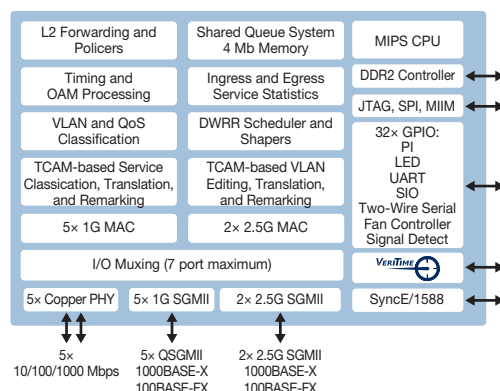 L2 Forwarding and
Policers
Shared Queue System
4 Mb Memory
MIPS CPU
Timing and
OAM Processing
Ingress and Egress
Service Statistics
DDR2 Controller
JTAG, SPI, MIIM
VLAN and QoS
Classification
DWRR Scheduler and
Shapers
32× GPIO:
PI
LED
UART
SIO
Two-Wire Serial
Fan Controller
Signal Detect
TCAM-based Service
Classication, Translation,
and Remarking
TCAM-based VLAN
Editing, Translation,
and Remarking
5× 1G MAC
2× 2.5G MAC
I/O Muxing (7 port maximum)
VERITIME
5× Copper PHY
5× 1G SGMII
2× 2.5G SGMII
SyncE/1588
5×
10/100/1000 Mbps
5× QSGMII
1000BASE-X
100BASE-FX
2× 2.5G SGMII
1000BASE-X
100BASE-FX